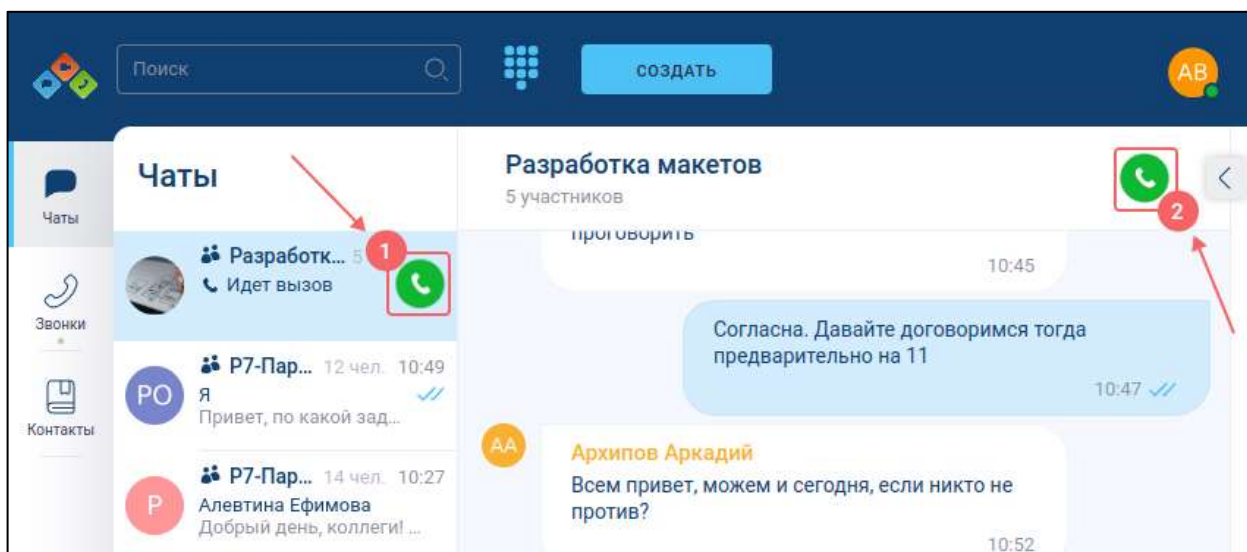 Поиск
СОЗДАТЬ
АВ
Чаты
Звонки
Контакты
Чаты
Разработк... 5
1
Идет вызов
Р7-Пар... 12 чел. 10:49
РО
Я
Привет, по какой зад...
Р7-Пар... 14 чел. 10:27
Р
Алевтина Ефимова
Добрый день, коллеги! ...
Разработка макетов
5 участников
2
проговорить
10:45
Согласна. Давайте договоримся тогда
предварительно на 11
10:47
АА
Архипов Аркадий
Всем привет, можем и сегодня, если никто не
против?
10:52